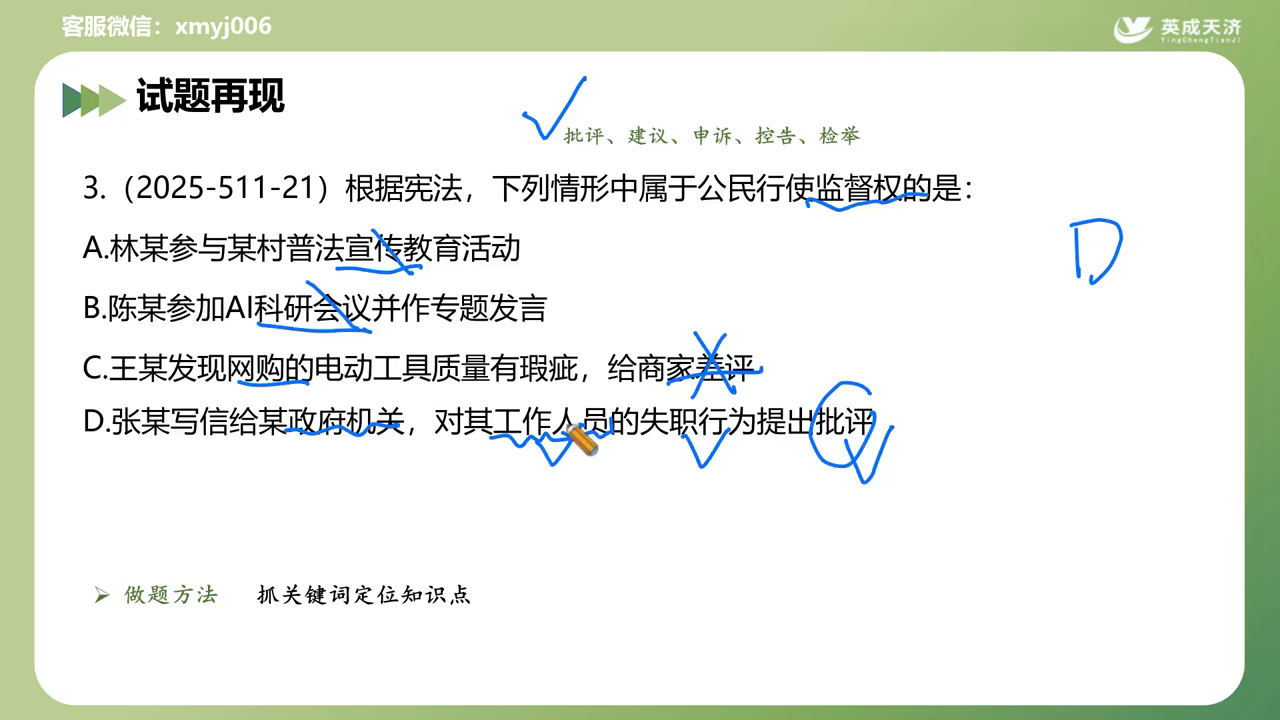 客服微信：xmyj006
英成天济
YingChengTianJi
试题再现
批评、建议、申诉、控告、检举
3.（2025-511-21）根据宪法，下列情形中属于公民行使监督权的是：
A.林某参与某村普法宣传教育活动
B.陈某参加AI科研会议并作专题发言
C.王某发现网购的电动工具质量有瑕疵，给商家差评
D.张某写信给某政府机关，对其工作人员的失职行为提出批评
D
做题方法 抓关键词定位知识点